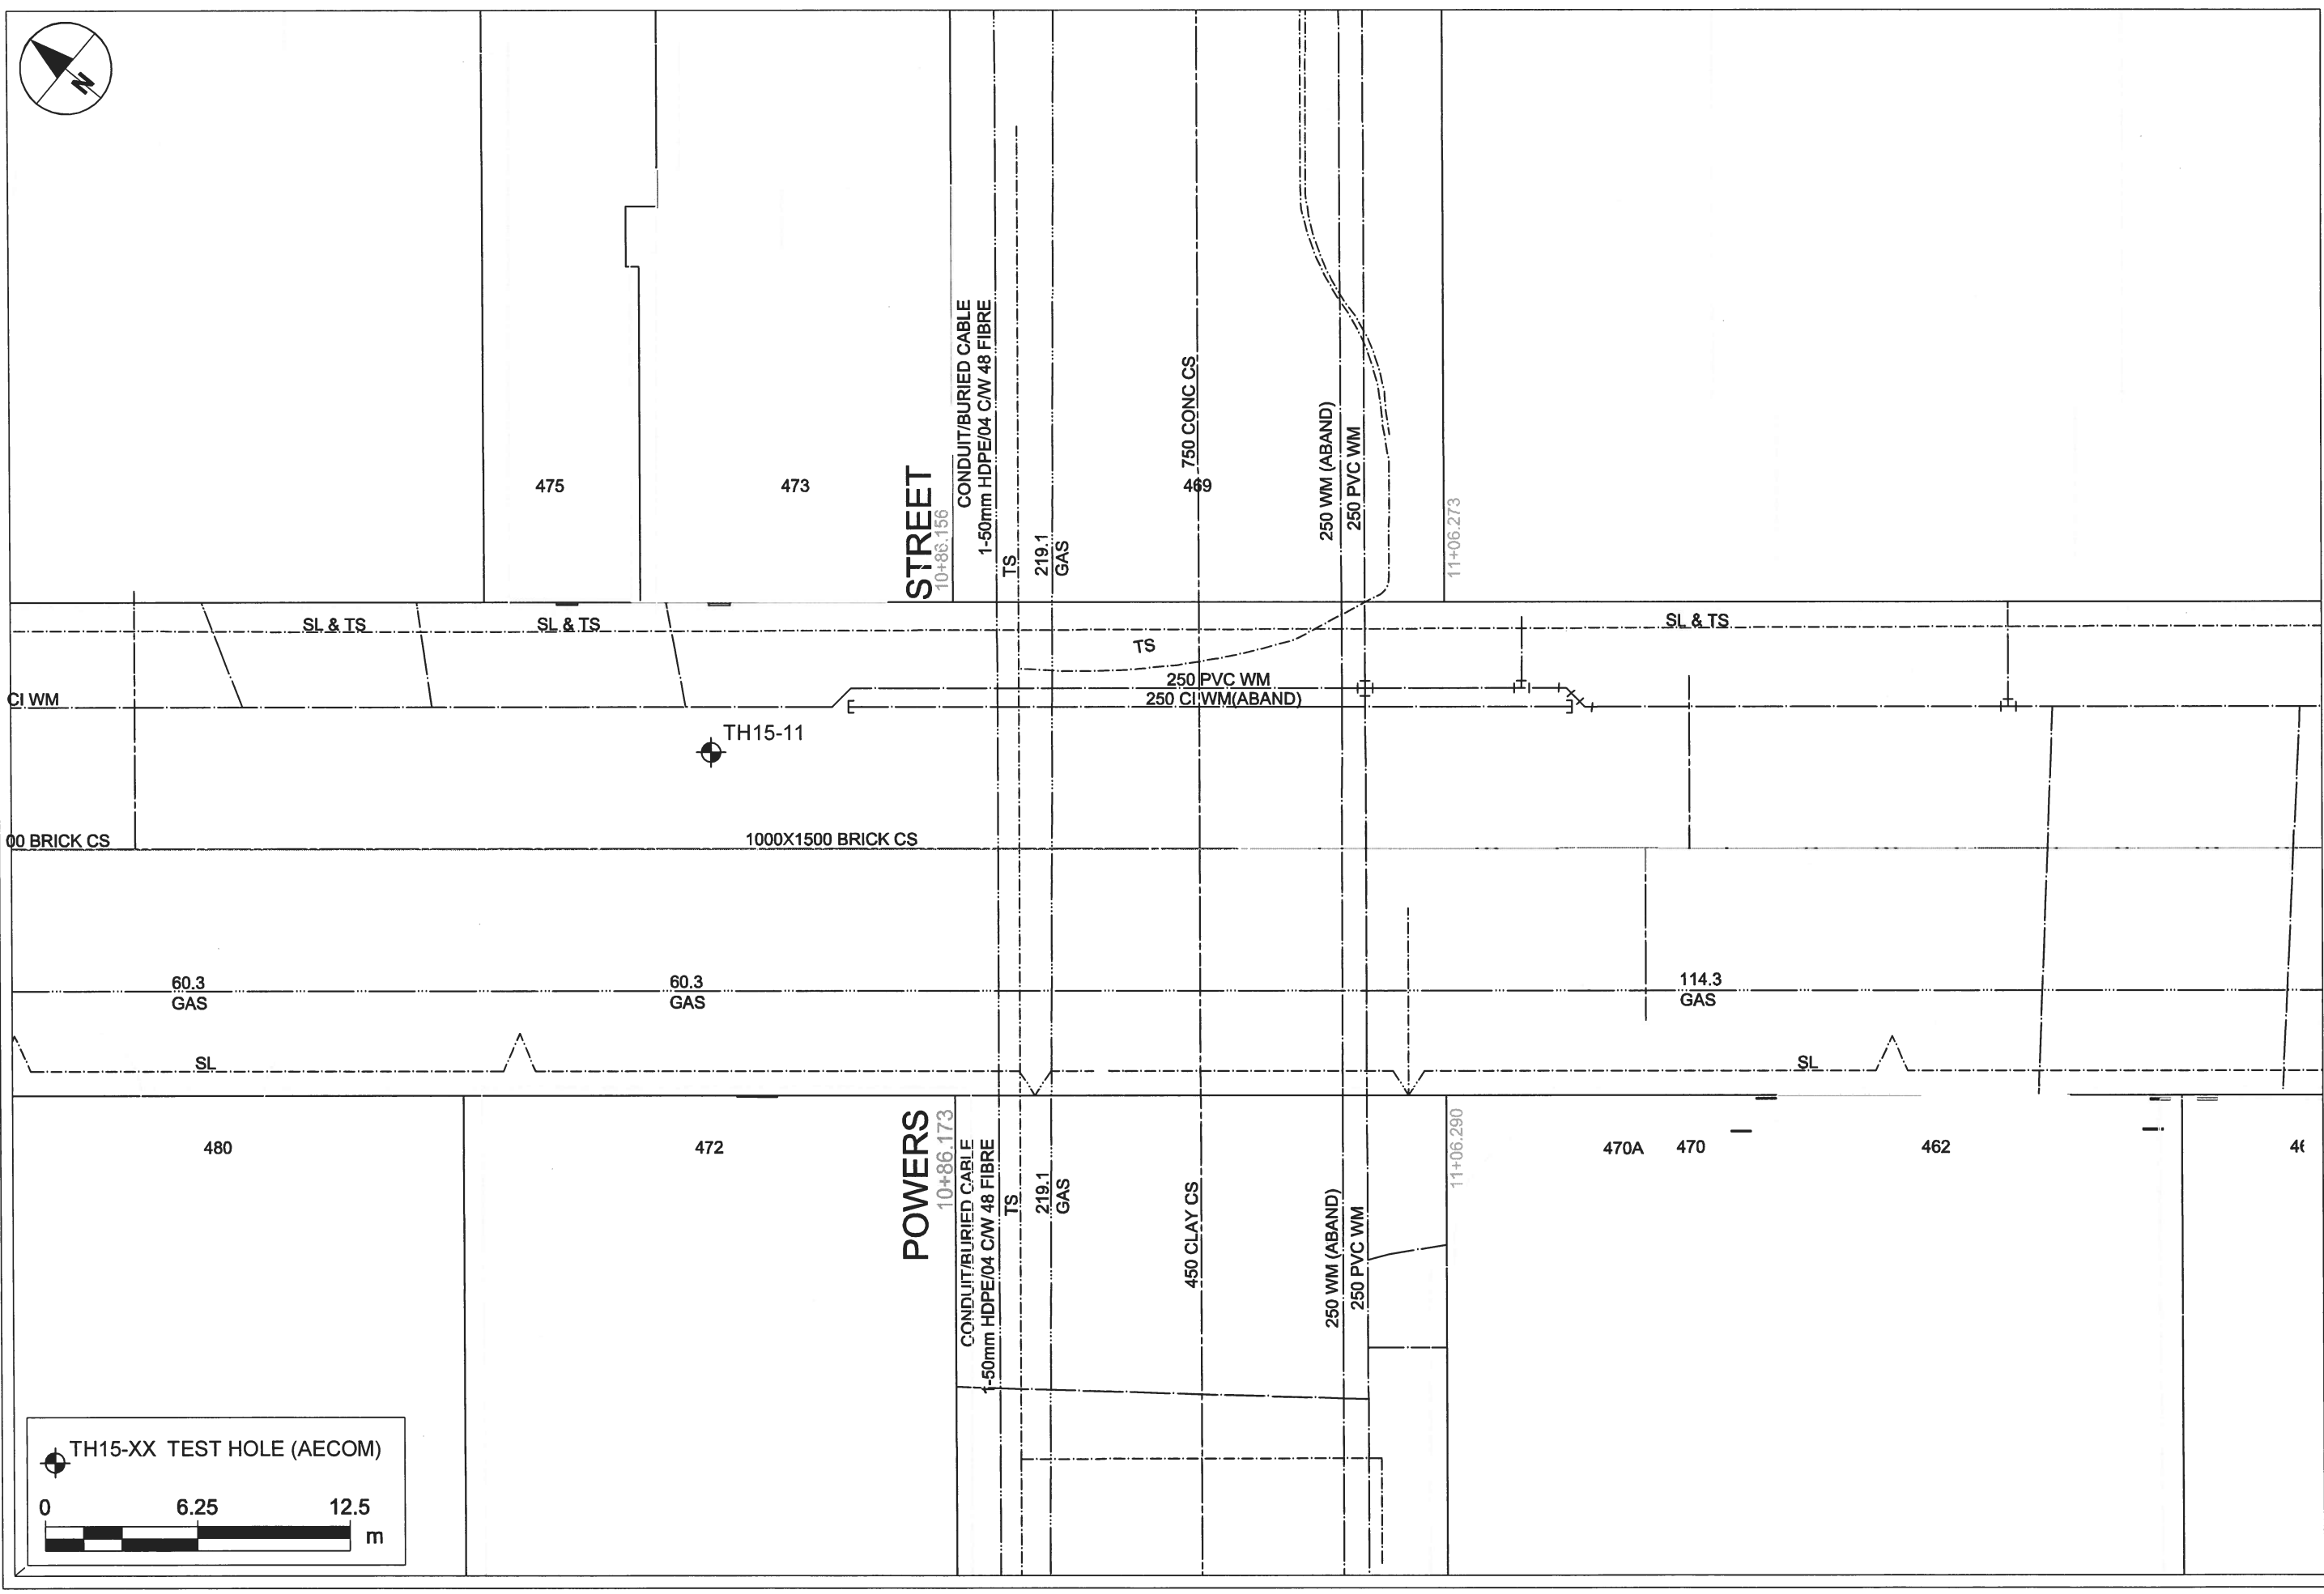 N
CONDUIT/BURIED CABLE
1-50mm HDPE/04 C/W 48 FIBRE
750 CONC CS
250 WM (ABAND)
250 PVC WM
475
473
STREET
10+86.156
TS
219.1
GAS
469
11+06.273
SL & TS
SL & TS
SL & TS
TS
250 PVC WM
CI WM
250 CI WM(ABAND)
TH15-11
00 BRICK CS
1000X1500 BRICK CS
60.3
GAS
60.3
GAS
114.3
GAS
SL
SL
480
472
POWERS
10+86.173
CONDUIT/BURIED CABLE
1-50mm HDPE/04 C/W 48 FIBRE
TS
219.1
GAS
450 CLAY CS
250 WM (ABAND)
250 PVC WM
11+06.290
470A
470
462
TH15-XX TEST HOLE (AECOM)
0 6.25 12.5
m